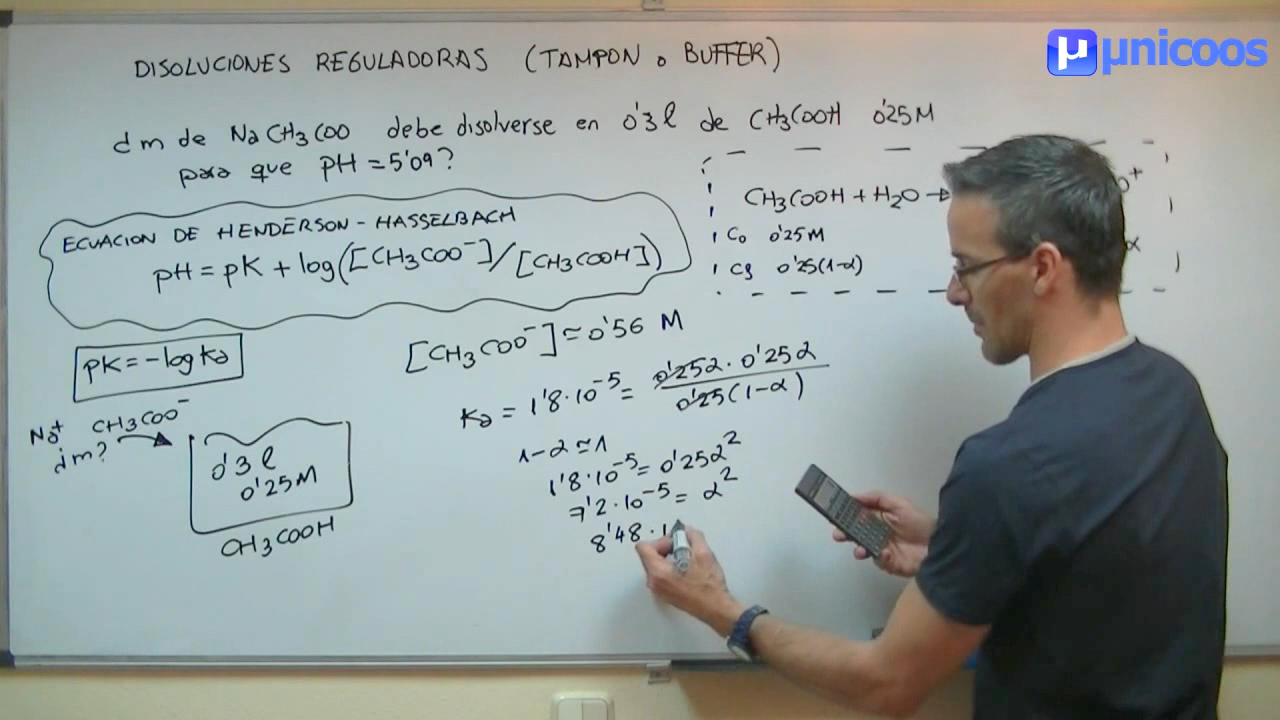 µnicoos
DISOLUCIONES REGULADORAS (TAMPON o BUFFER)
¿m de NaCH3COO debe disolverse en 0'3 l de CH3COOH 0'25M
para que pH = 5'09?
ECUACION DE HENDERSON-HASSELBACH
pH = pK + log([CH3COO⁻]/[CH3COOH])
CH3COOH + H2O →
C0 0'25M
Cf 0'25(1-α)
[CH3COO⁻] ≃ 0'56 M
pK = -log Ka
Ka = 1'8·10⁻⁵ = 0'25α · 0'25α
0'25(1-α)
Na⁺ CH3COO⁻
¿m?
0'3 l
0'25M
CH3COOH
1-α ≃ 1
1'8·10⁻⁵ = 0'25α²
7'2·10⁻⁵ = α²
8'48·1